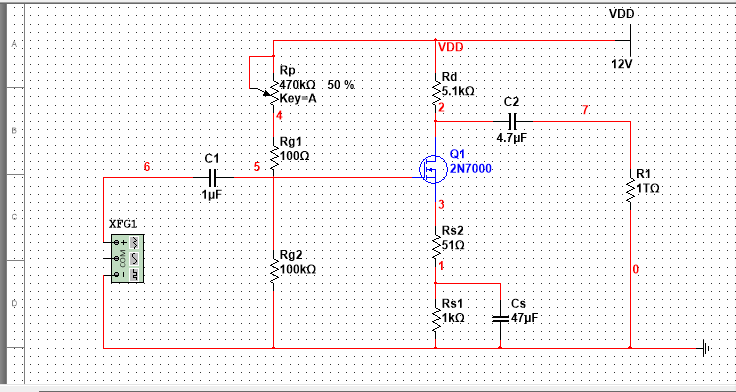 VDD
A
VDD
12V
Rp
470kΩ 50 %
Key=A
Rd
5.1kΩ
2
4
C2
7
4.7µF
B
Rg1
100Ω
Q1
2N7000
C1
6
5
1µF
R1
1TΩ
3
C
XFG1
COM
Rs2
51Ω
Rg2
100kΩ
1
0
D
Rs1
1kΩ
Cs
47µF